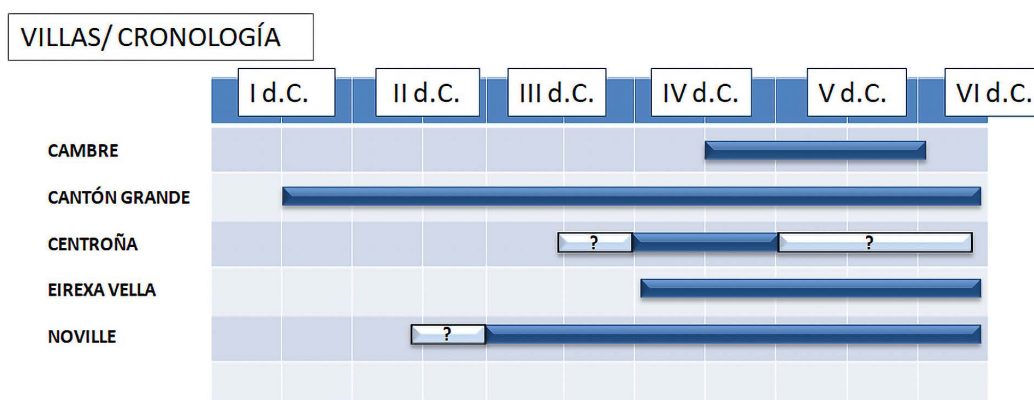 VILLAS/ CRONOLOGÍA
I d.C. II d.C. III d.C. IV d.C. V d.C. VI d.C.
CAMBRE
CANTÓN GRANDE
CENTROÑA ? ?
EIREXA VELLA
NOVILLE ?